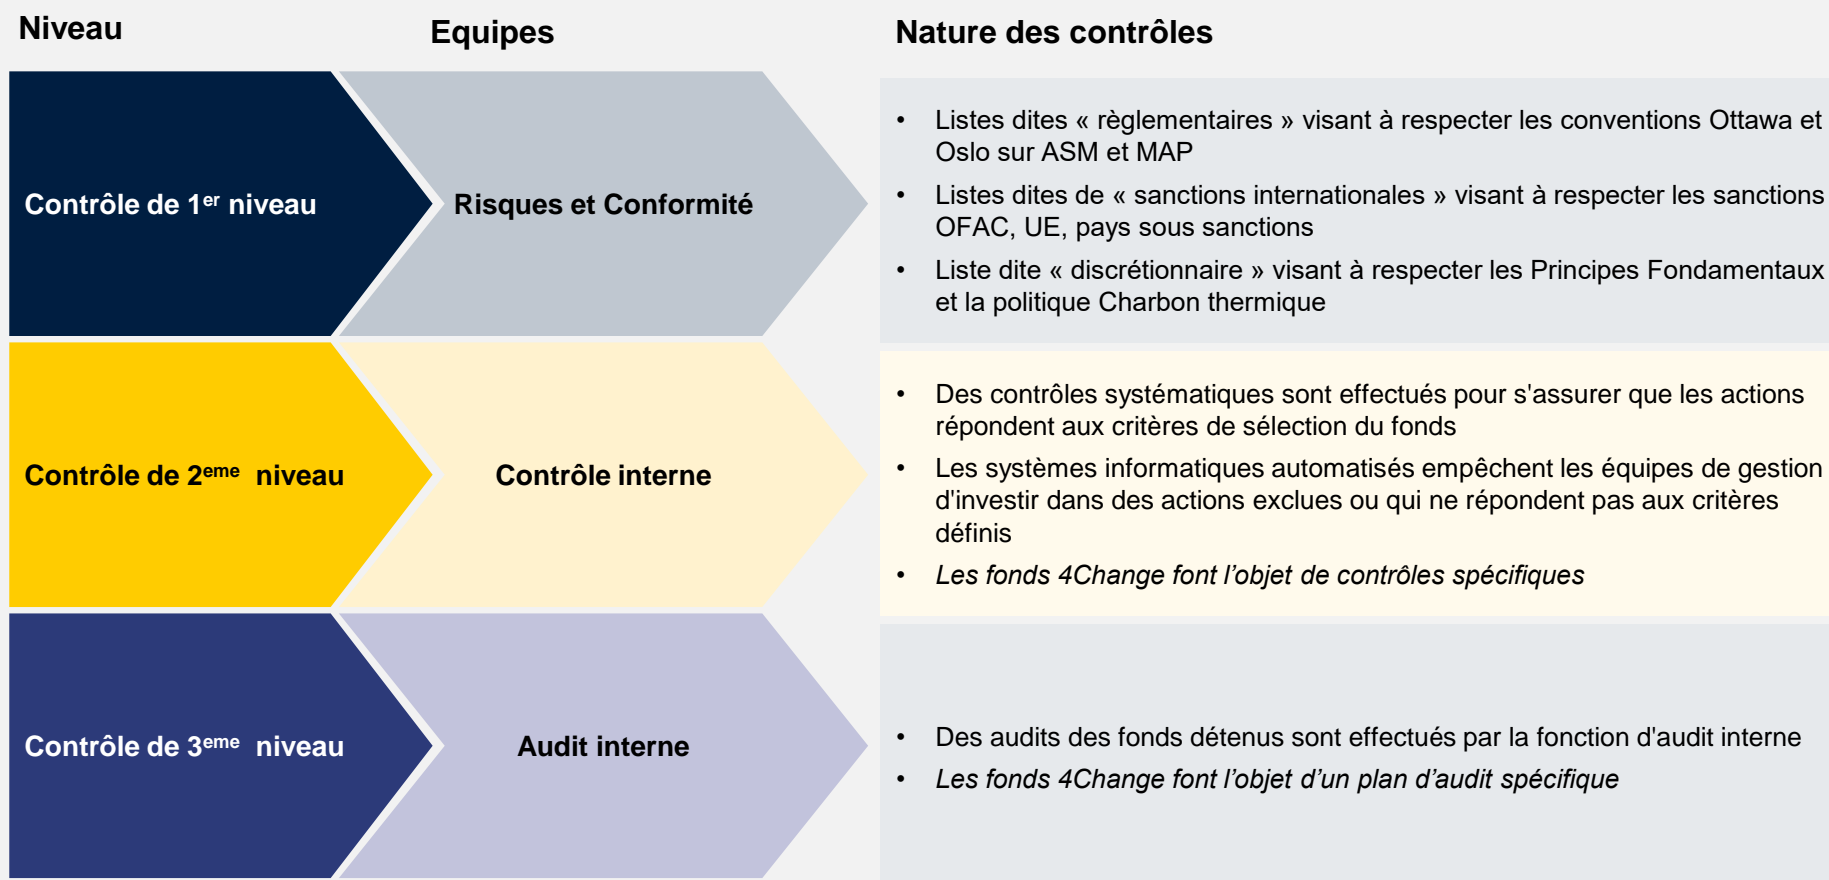 Niveau
Equipes
Nature des contrôles
Contrôle de 1er niveau
Risques et Conformité
• Listes dites « règlementaires » visant à respecter les conventions Ottawa et
Oslo sur ASM et MAP
• Listes dites de « sanctions internationales » visant à respecter les sanctions
OFAC, UE, pays sous sanctions
• Liste dite « discrétionnaire » visant à respecter les Principes Fondamentaux
et la politique Charbon thermique
Contrôle de 2eme niveau
Contrôle interne
• Des contrôles systématiques sont effectués pour s'assurer que les actions
répondent aux critères de sélection du fonds
• Les systèmes informatiques automatisés empêchent les équipes de gestion
d'investir dans des actions exclues ou qui ne répondent pas aux critères
définis
• Les fonds 4Change font l’objet de contrôles spécifiques
Contrôle de 3eme niveau
Audit interne
• Des audits des fonds détenus sont effectués par la fonction d'audit interne
• Les fonds 4Change font l’objet d’un plan d’audit spécifique